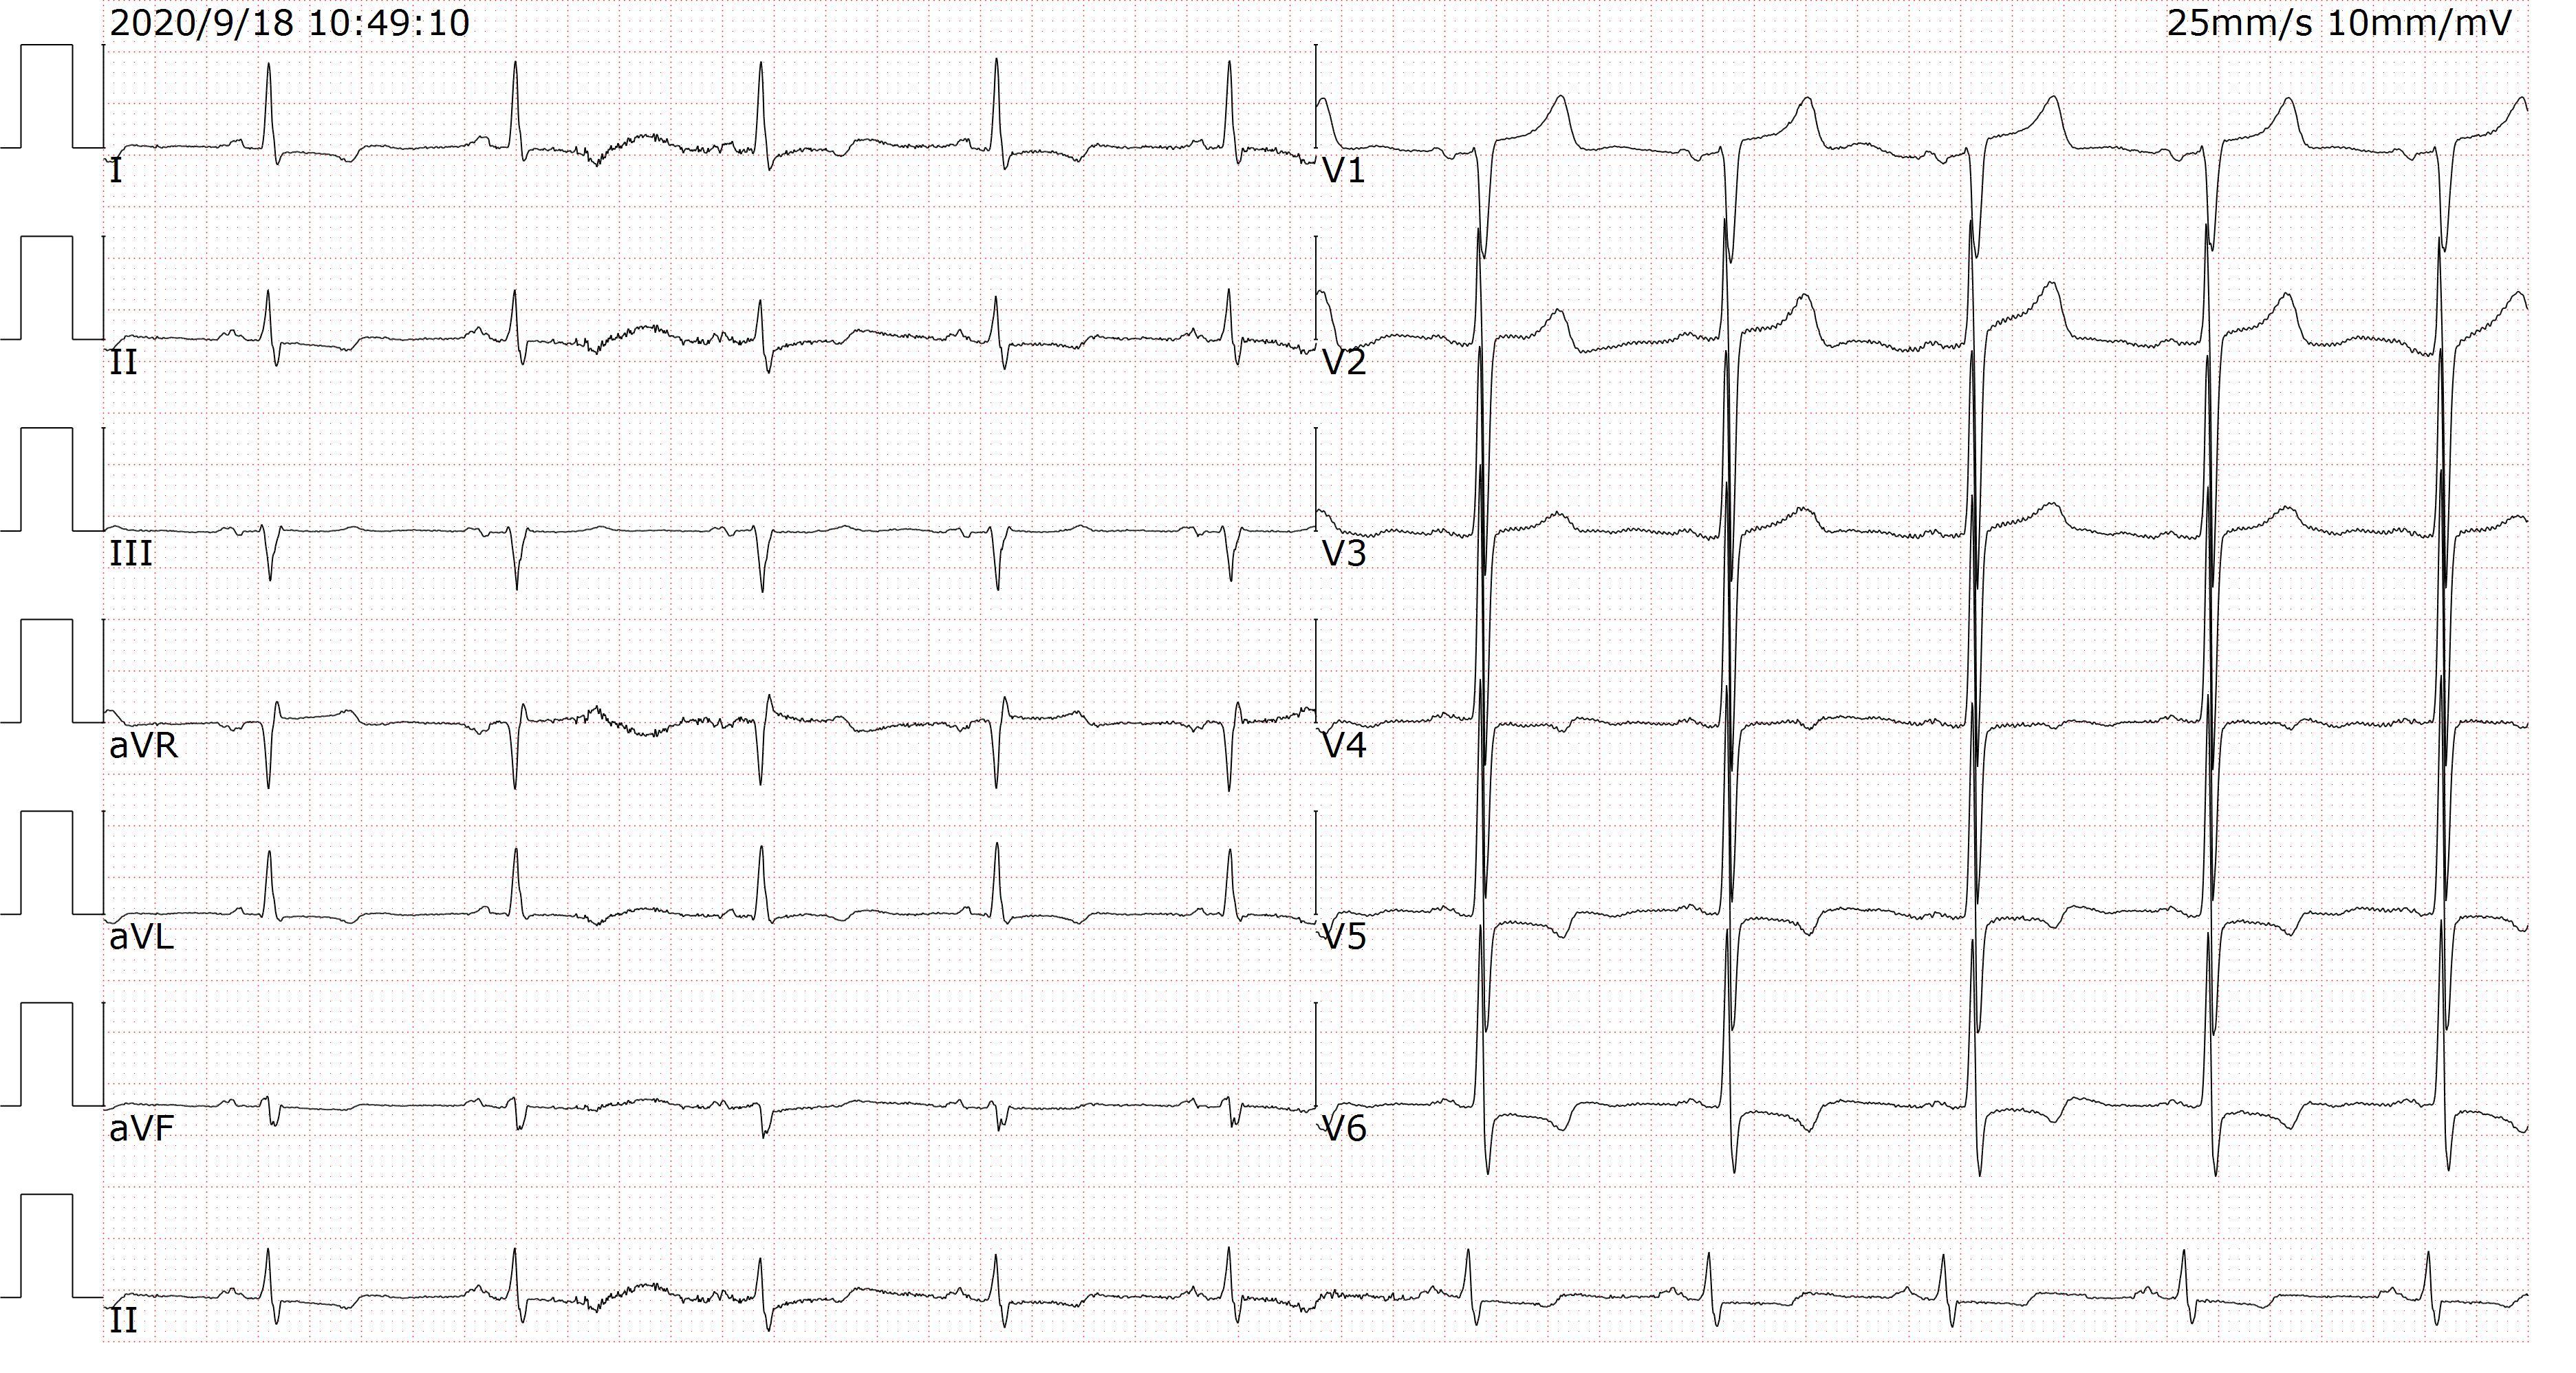 2020/9/18 10:49:10 25mm/s 10mm/mV
I V1
II V2
III V3
aVR V4
aVL V5
aVF V6
II